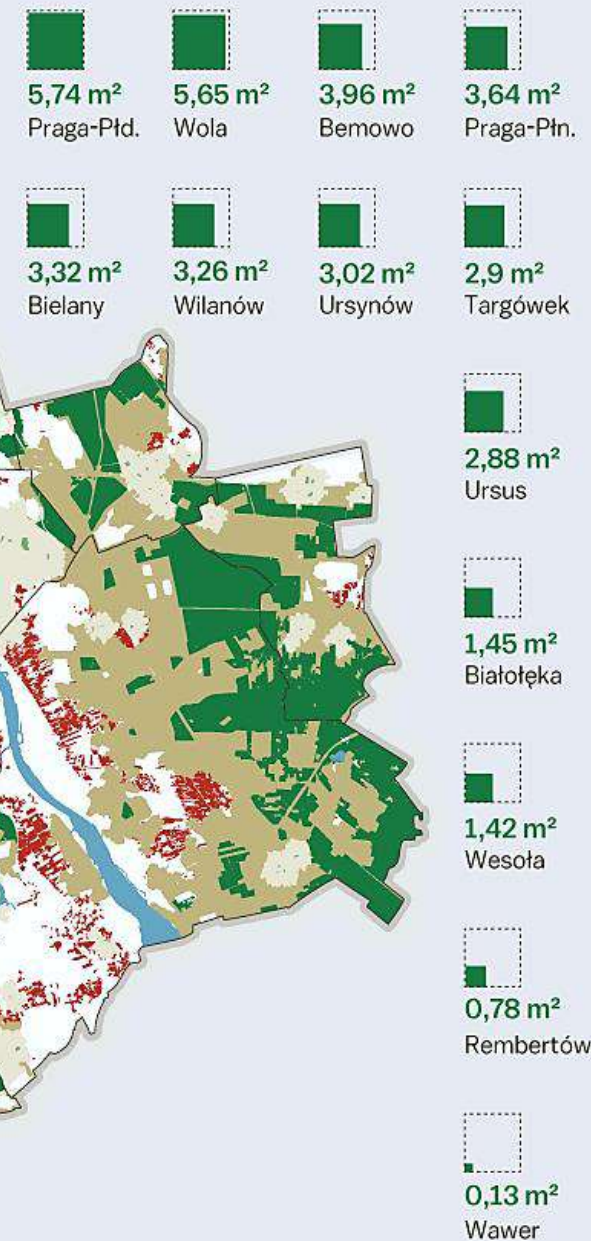 5,74 m²
Praga-Płd.
5,65 m²
Wola
3,96 m²
Bemowo
3,64 m²
Praga-Płn.
3,32 m²
Bielany
3,26 m²
Wilanów
3,02 m²
Ursynów
2,9 m²
Targówek
2,88 m²
Ursus
1,45 m²
Białołęka
1,42 m²
Wesoła
0,78 m²
Rembertów
0,13 m²
Wawer